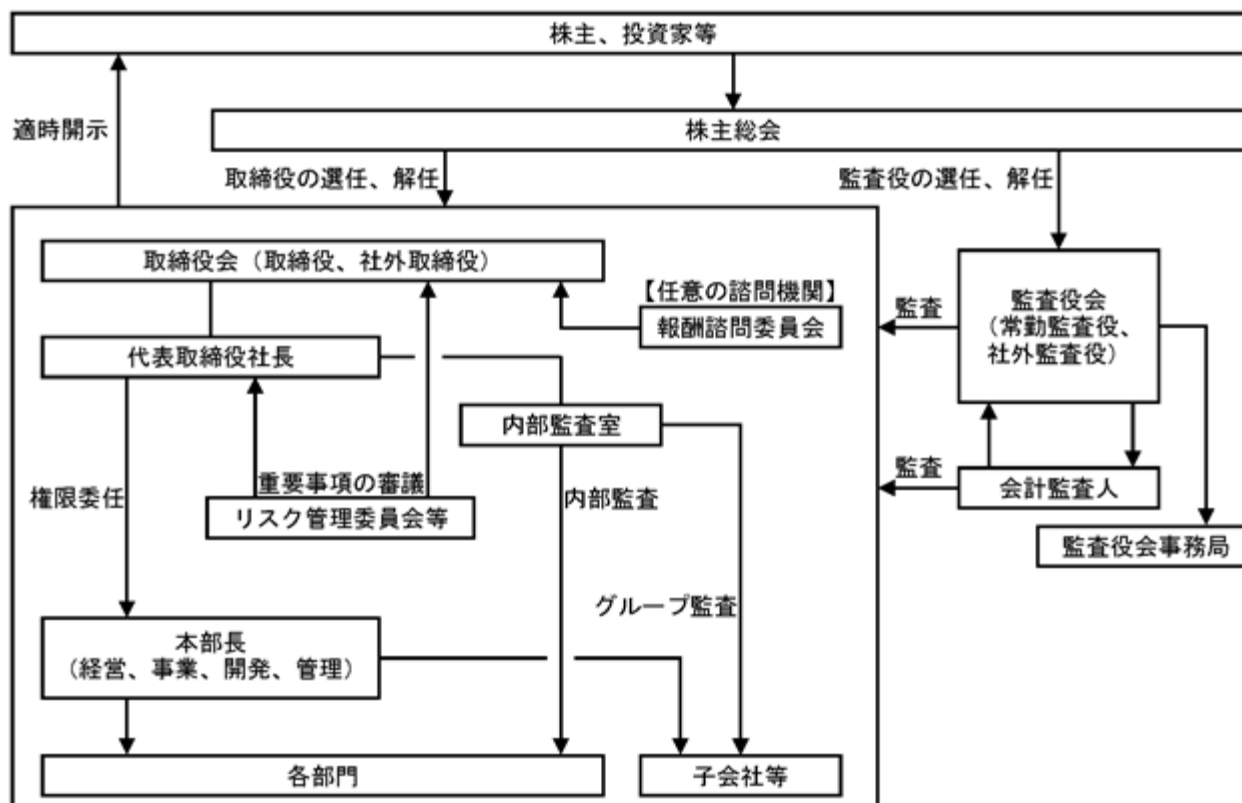 株主、投資家等
適時開示
株主総会
取締役の選任、解任
監査役の選任、解任
取締役会（取締役、社外取締役）
【任意の諮問機関】
報酬諮問委員会
監査
監査役会
（常勤監査役、
社外監査役）
代表取締役社長
内部監査室
重要事項の審議
リスク管理委員会等
権限委任
内部監査
監査
会計監査人
監査役会事務局
グループ監査
本部長
（経営、事業、開発、管理）
各部門
子会社等